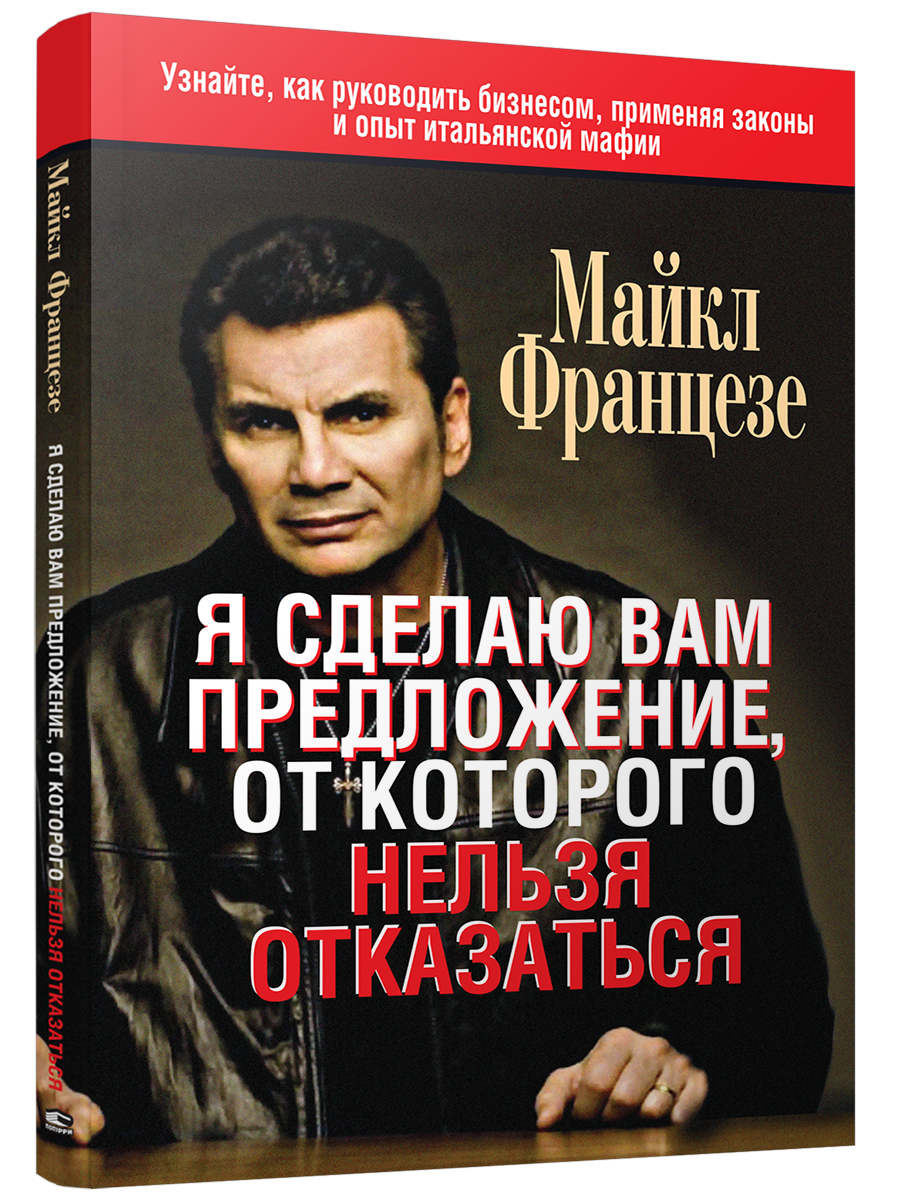 Узнайте, как руководить бизнесом, применяя законы
и опыт итальянской мафии
Майкл
Францезе
Я СДЕЛАЮ ВАМ
ПРЕДЛОЖЕНИЕ,
ОТ КОТОРОГО
НЕЛЬЗЯ
ОТКАЗАТЬСЯ
Майкл Францезе Я СДЕЛАЮ ВАМ ПРЕДЛОЖЕНИЕ, ОТ КОТОРОГО НЕЛЬЗЯ ОТКАЗАТЬСЯ
ПОПУРРИ